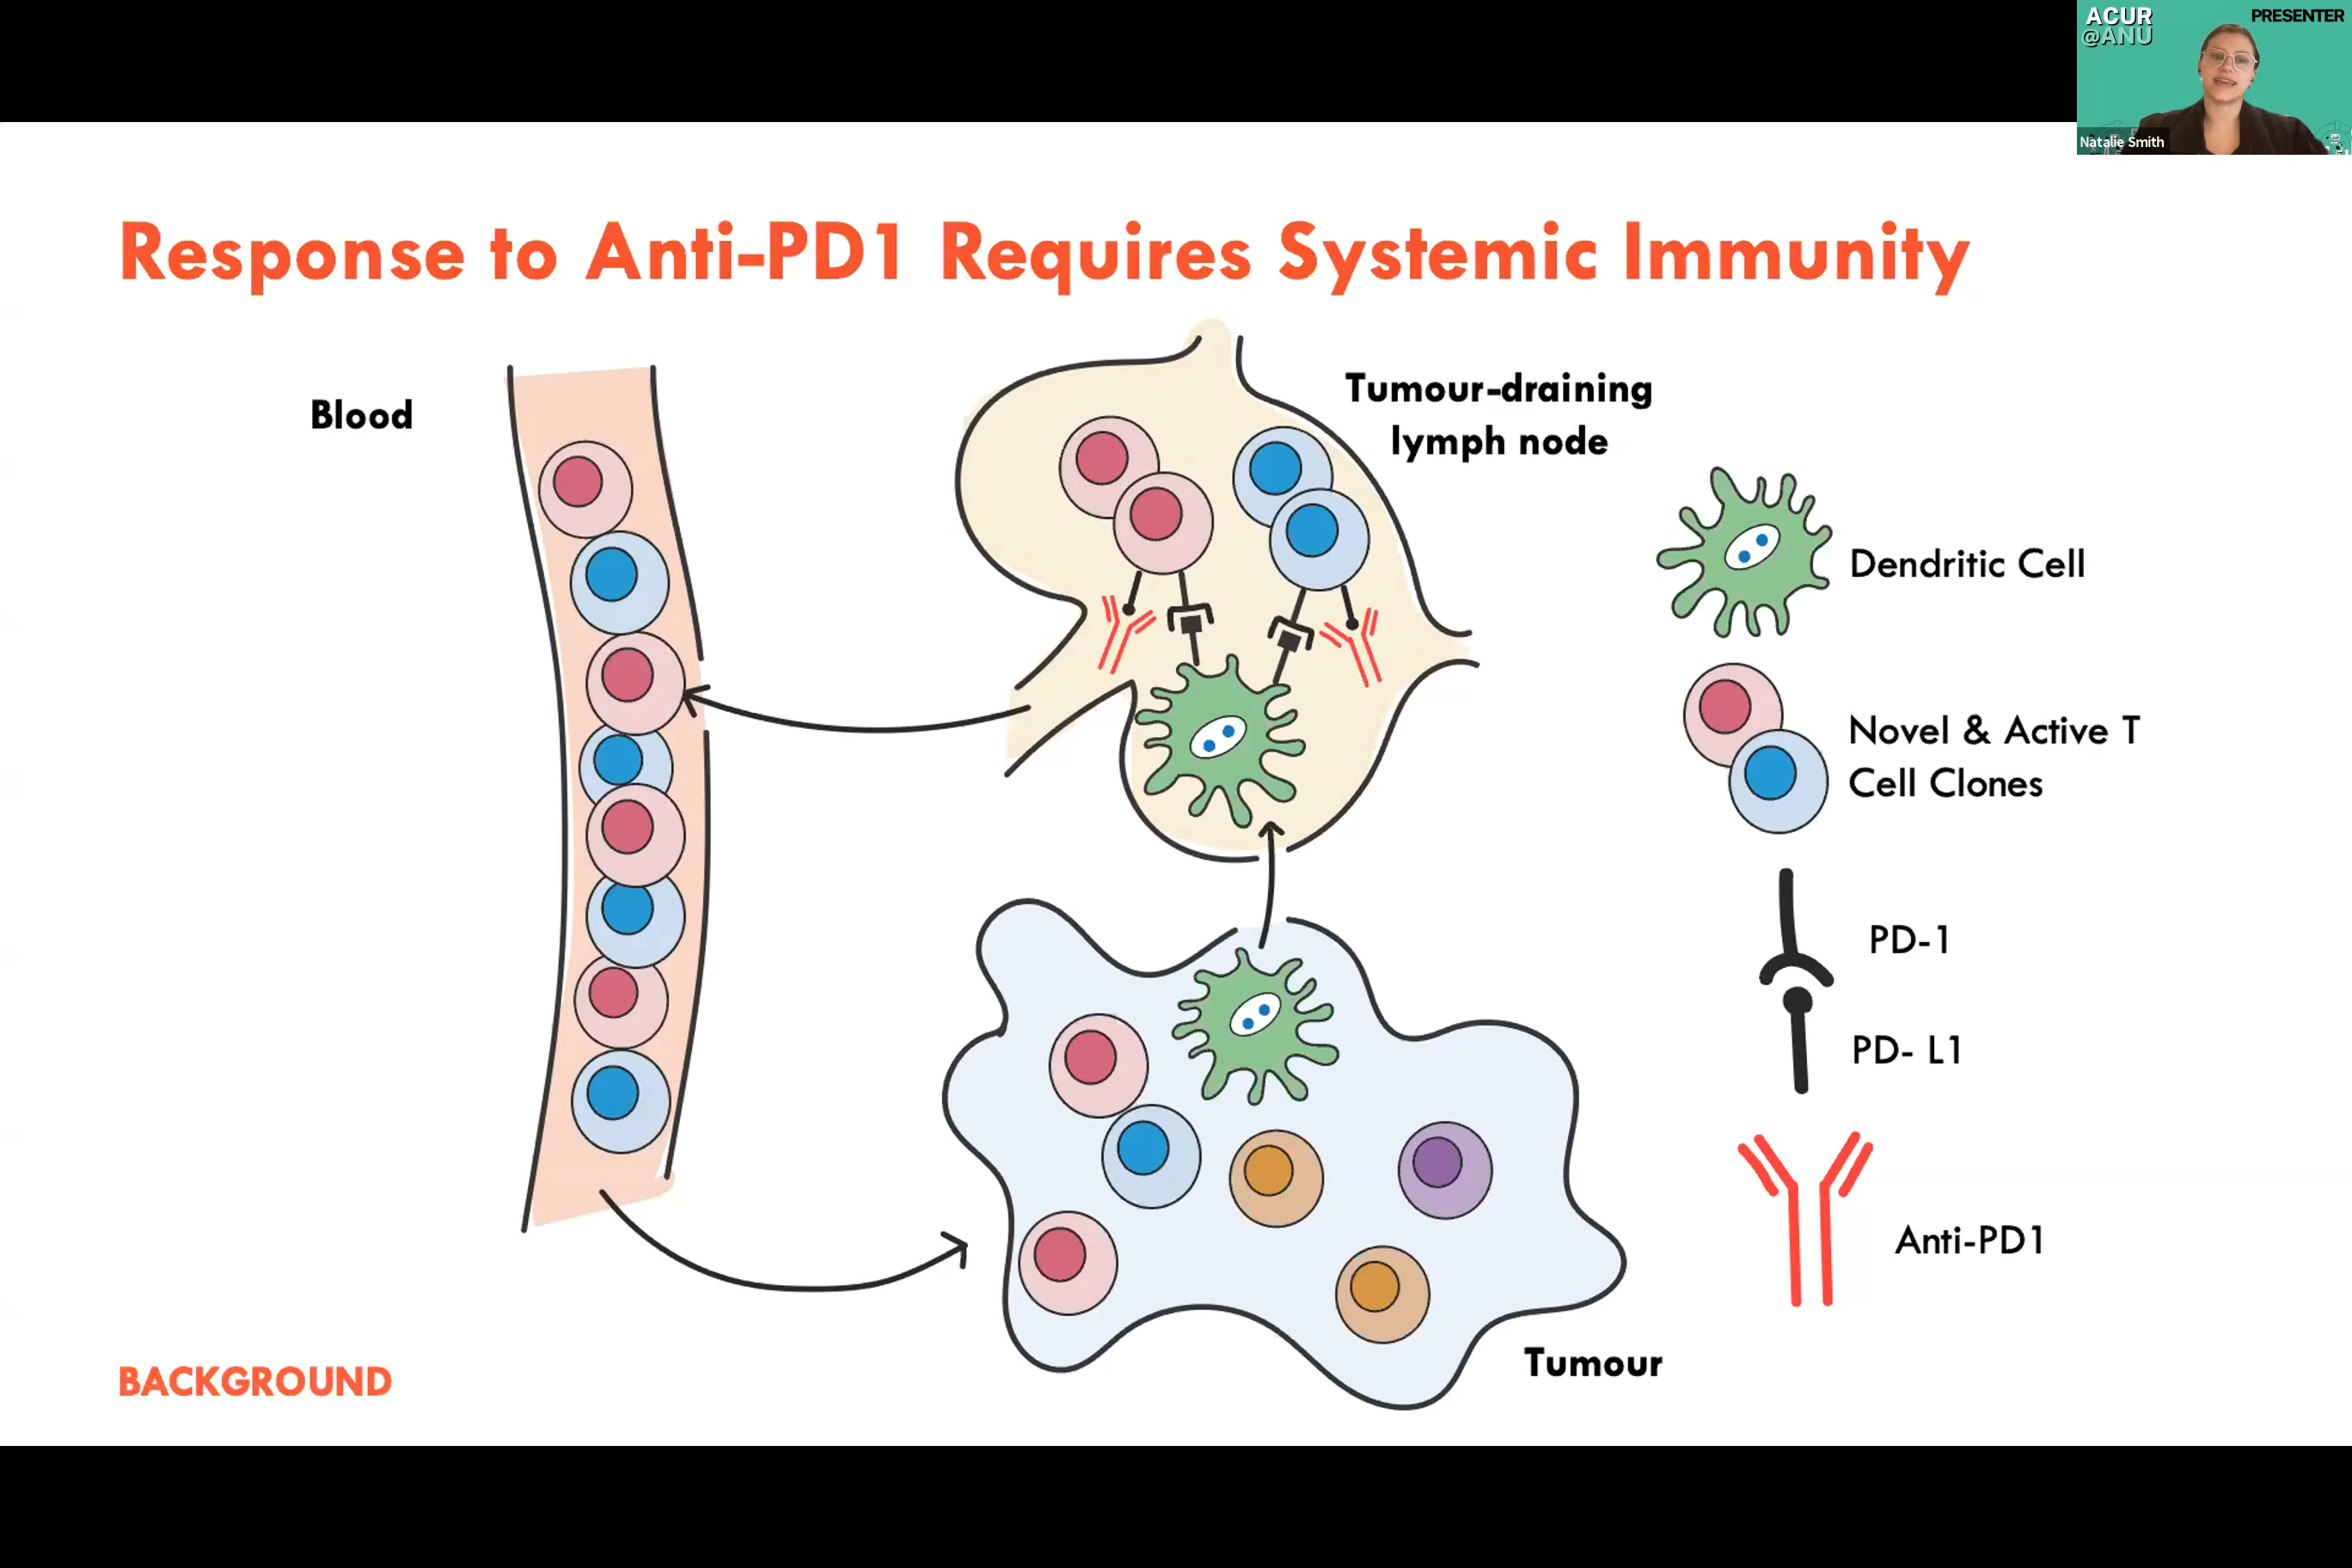 ACUR
@ANU
PRESENTER
Natalie Smith
Response to Anti-PD1 Requires Systemic Immunity
Blood
Tumour-draining
lymph node
Dendritic Cell
Novel & Active T
Cell Clones
PD-1
PD- L1
Anti-PD1
Tumour
BACKGROUND